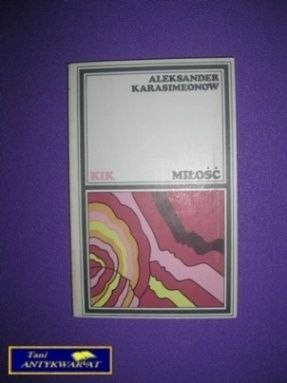 ALEKSANDER
KARASIMEONOW
KIK
MIŁOŚĆ
Tani
ANTYKWARIAT